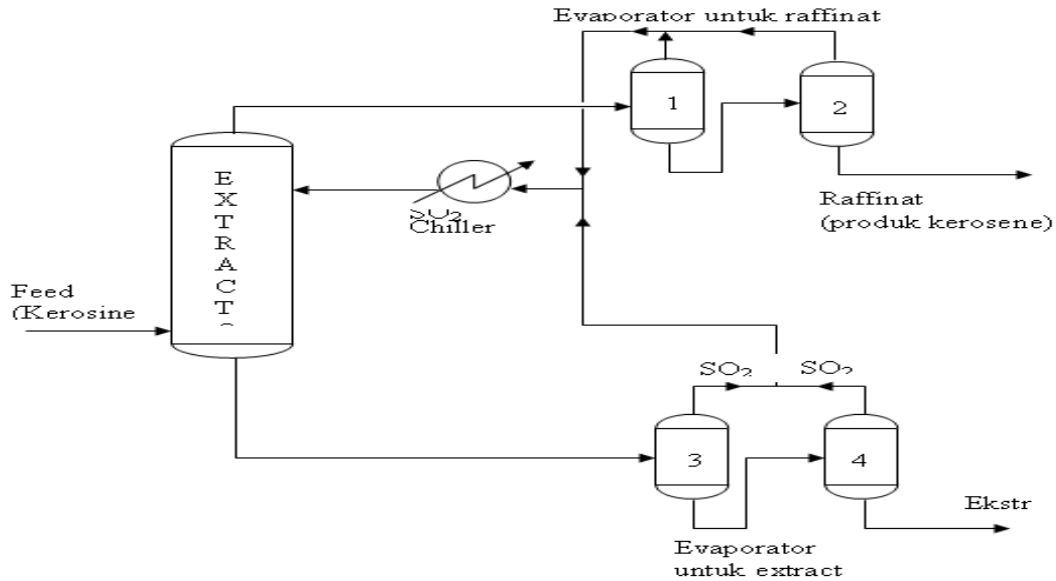 Evaporator untuk raffinat
1
2
EXTRACT
SO2
Chiller
Raffinat
(produk kerosene)
Feed
(Kerosine
SO2 SO2
3
4
Ekstr
Evaporator
untuk extract